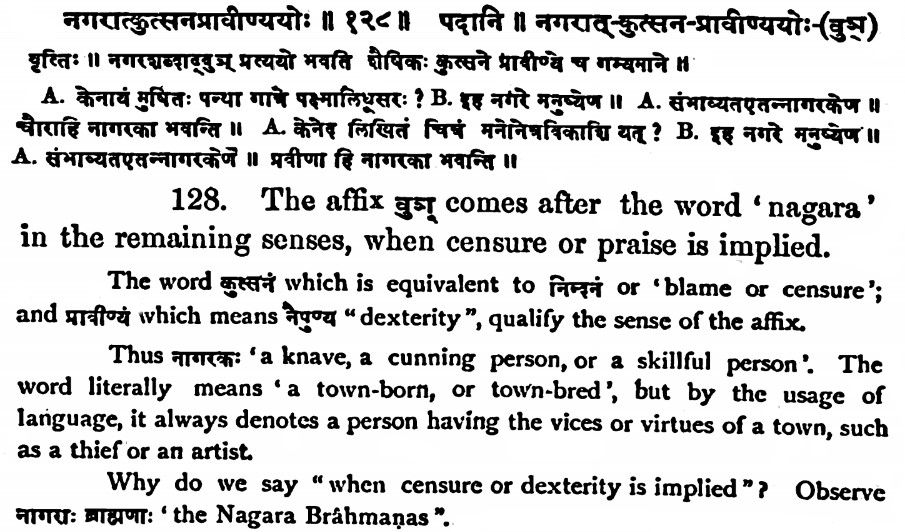 नगरात्कुत्सनप्रावीण्ययोः ॥ १२८ ॥ पदानि ॥ नगरात्-कुत्सन-प्रावीण्ययोः-(वुञ्)
वृत्तिः ॥ नगरशब्दाद्वुञ् प्रत्ययो भवति शैषिकः कुत्सने प्रावीण्ये च गम्यमाने ॥
A. केनायं मुषितः पन्था गात्रे पक्ष्मालिधूसरः ? B. इह नगरे मनुष्येण ॥ A. संभाव्यतएतन्नागरकेण ॥
चौराहि नागरका भवन्ति ॥ A. केनेदं लिखितं चित्रं मनोनेत्रविकाशि यत् ? B. इह नगरे मनुष्येण ॥
A. संभाव्यतएतन्नागरकेण ॥ प्रवीणा हि नागरका भवन्ति ॥
128. The affix वुञ् comes after the word ‘nagara’
in the remaining senses, when censure or praise is implied.
The word कुत्सनं which is equivalent to निन्दनं or ‘blame or censure’;
and प्रावीण्यं which means नैपुण्य “dexterity”, qualify the sense of the affix.
Thus नागरकः ‘a knave, a cunning person, or a skillful person’. The
word literally means ‘a town-born, or town-bred’, but by the usage of
language, it always denotes a person having the vices or virtues of a town, such
as a thief or an artist.
Why do we say “when censure or dexterity is implied”? Observe
नागराः ब्राह्मणाः ‘the Nagara Brâhmaṇas”.